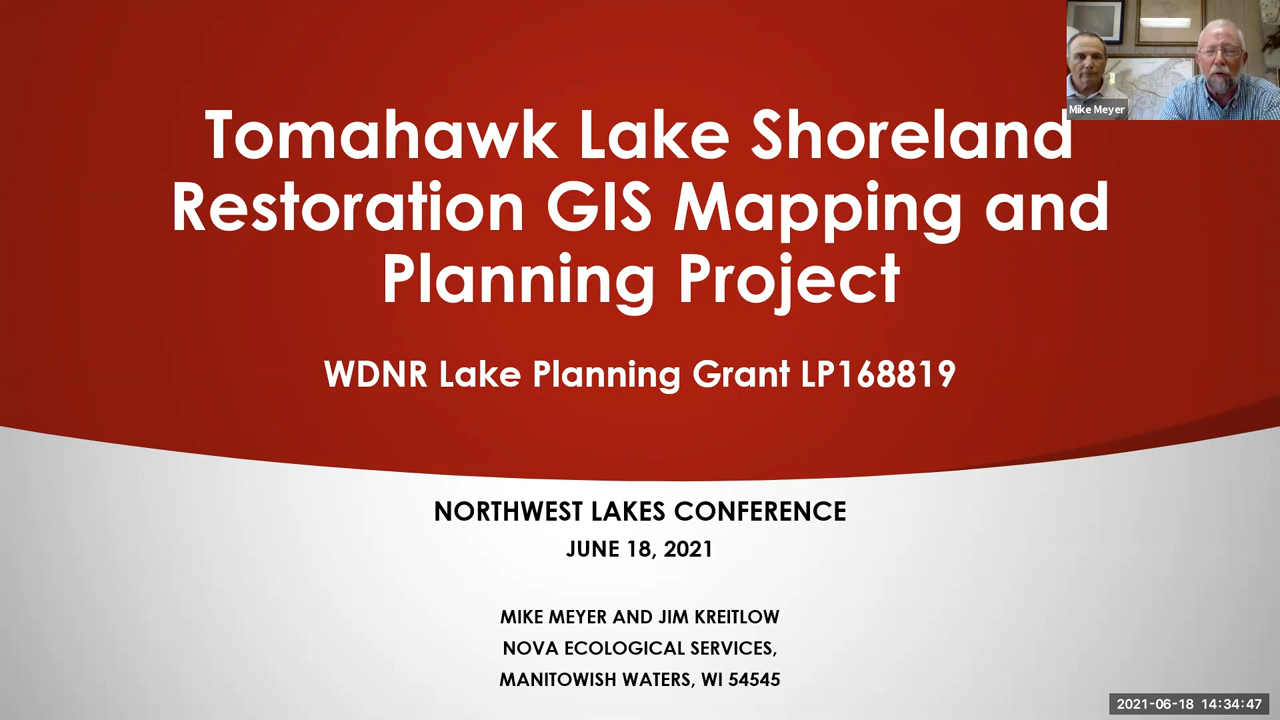 Mike Meyer
Tomahawk Lake Shoreland
Restoration GIS Mapping and
Planning Project
WDNR Lake Planning Grant LP168819
NORTHWEST LAKES CONFERENCE
JUNE 18, 2021
MIKE MEYER AND JIM KREITLOW
NOVA ECOLOGICAL SERVICES,
MANITOWISH WATERS, WI 54545
2021-06-18 14:34:47